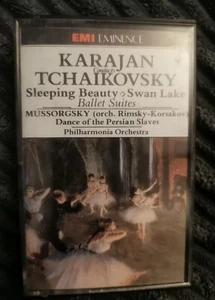 EMI EMINENCE
KARAJAN
Conducts
TCHAIKOVSKY
Sleeping Beauty • Swan Lake
Ballet Suites
MUSSORGSKY (orch. Rimsky-Korsakov)
Dance of the Persian Slaves
Philharmonia Orchestra